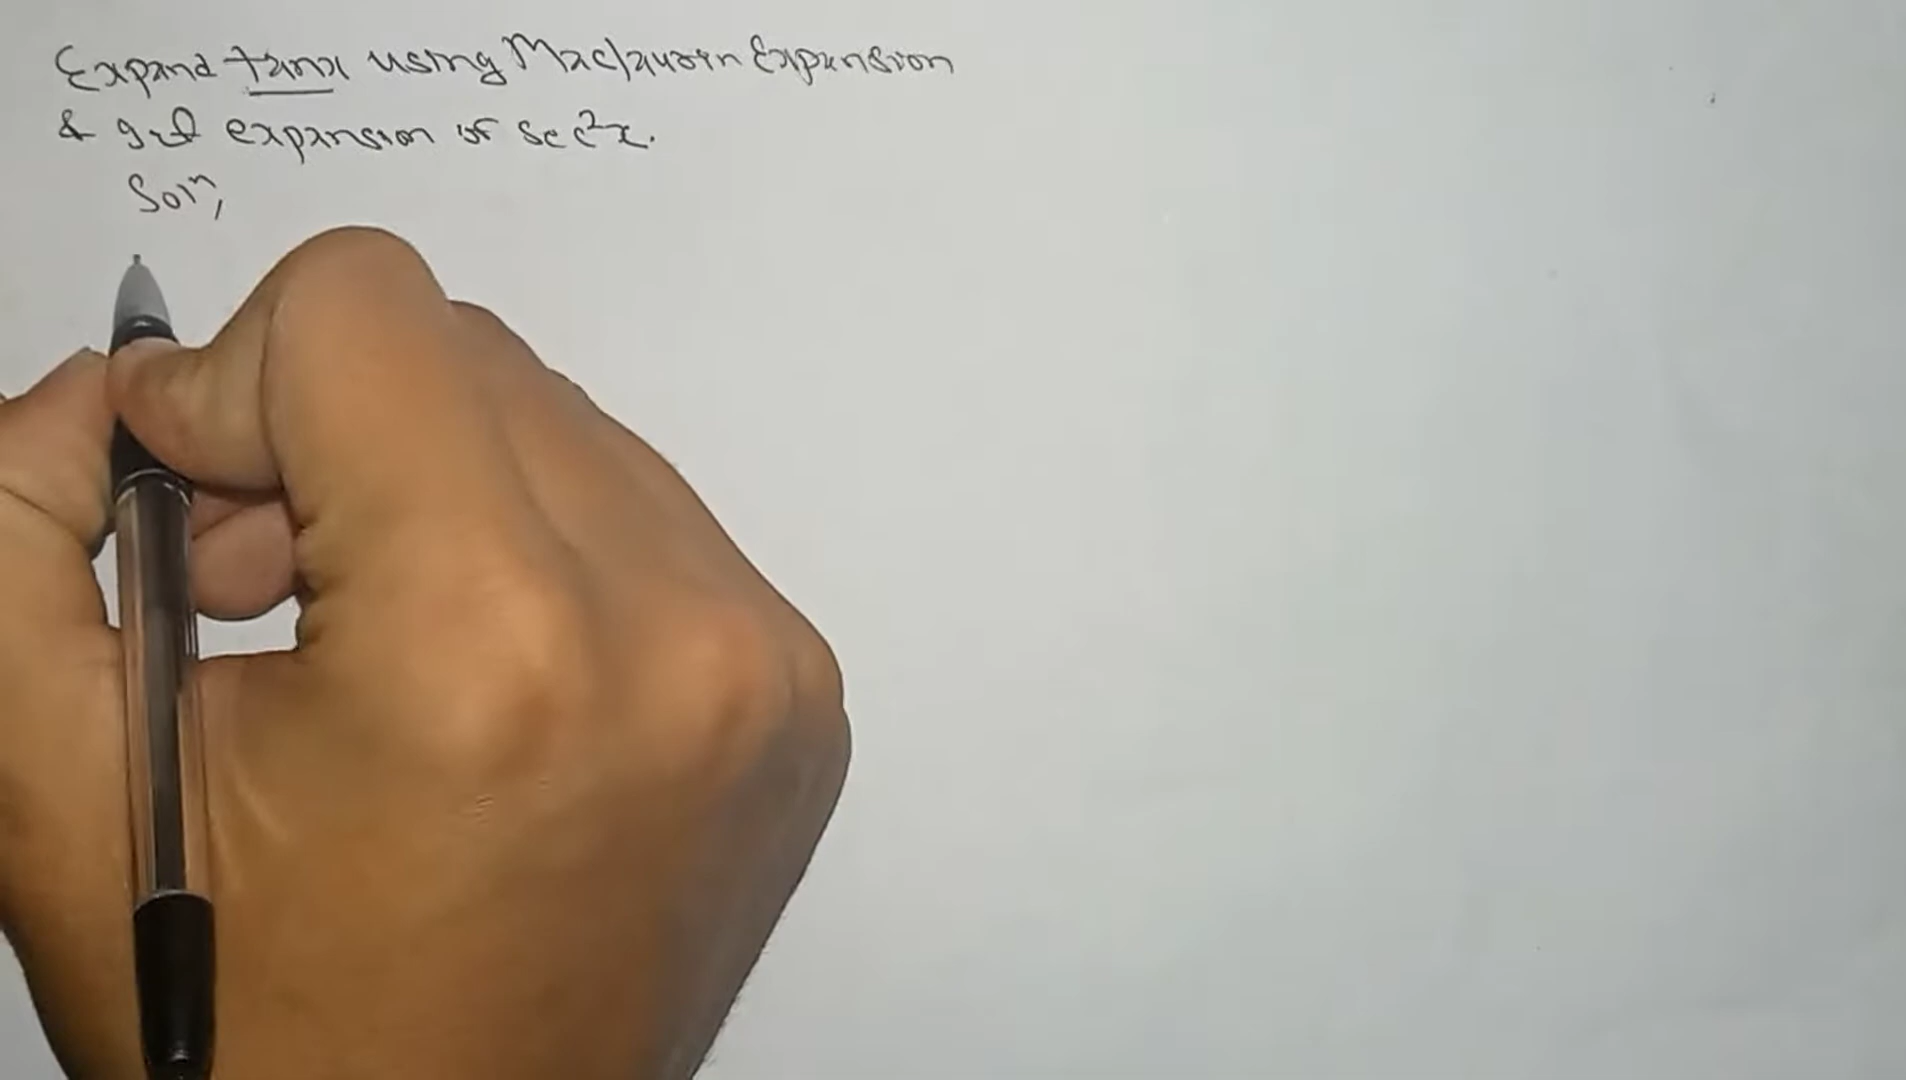 Expand tanx using Maclaurin Expansion
& get expansion of sec²x.
Solⁿ,